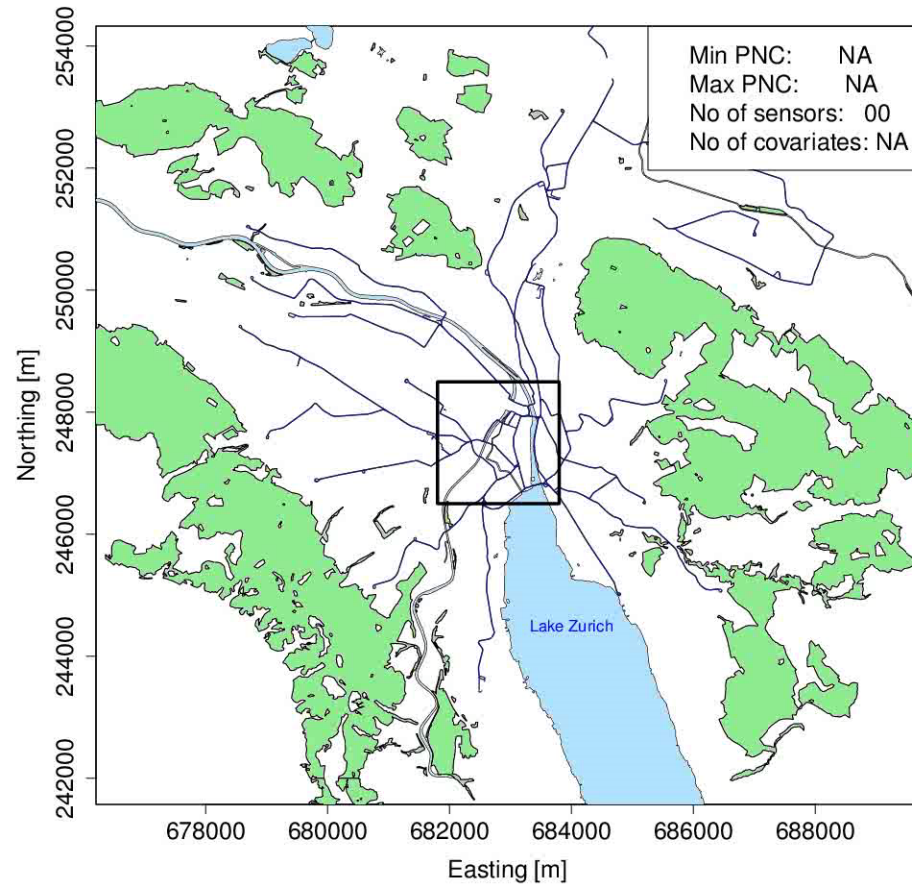 Min PNC: NA
Max PNC: NA
No of sensors: 00
No of covariates: NA
254000
252000
250000
248000
246000
244000
242000
Northing [m]
Lake Zurich
678000 680000 682000 684000 686000 688000
Easting [m]